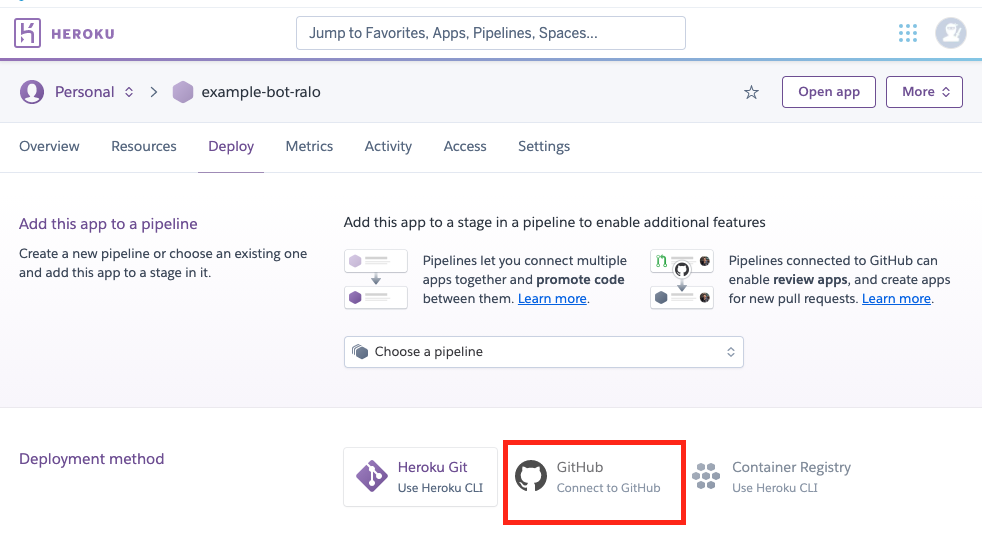 HEROKU
Jump to Favorites, Apps, Pipelines, Spaces...
Personal
example-bot-ralo
Open app
More
Overview
Resources
Deploy
Metrics
Activity
Access
Settings
Add this app to a pipeline
Create a new pipeline or choose an existing one
and add this app to a stage in it.
Add this app to a stage in a pipeline to enable additional features
Pipelines let you connect multiple
apps together and promote code
between them. Learn more.
Pipelines connected to GitHub can
enable review apps, and create apps
for new pull requests. Learn more.
Choose a pipeline
Deployment method
Heroku Git
Use Heroku CLI
GitHub
Connect to GitHub
Container Registry
Use Heroku CLI